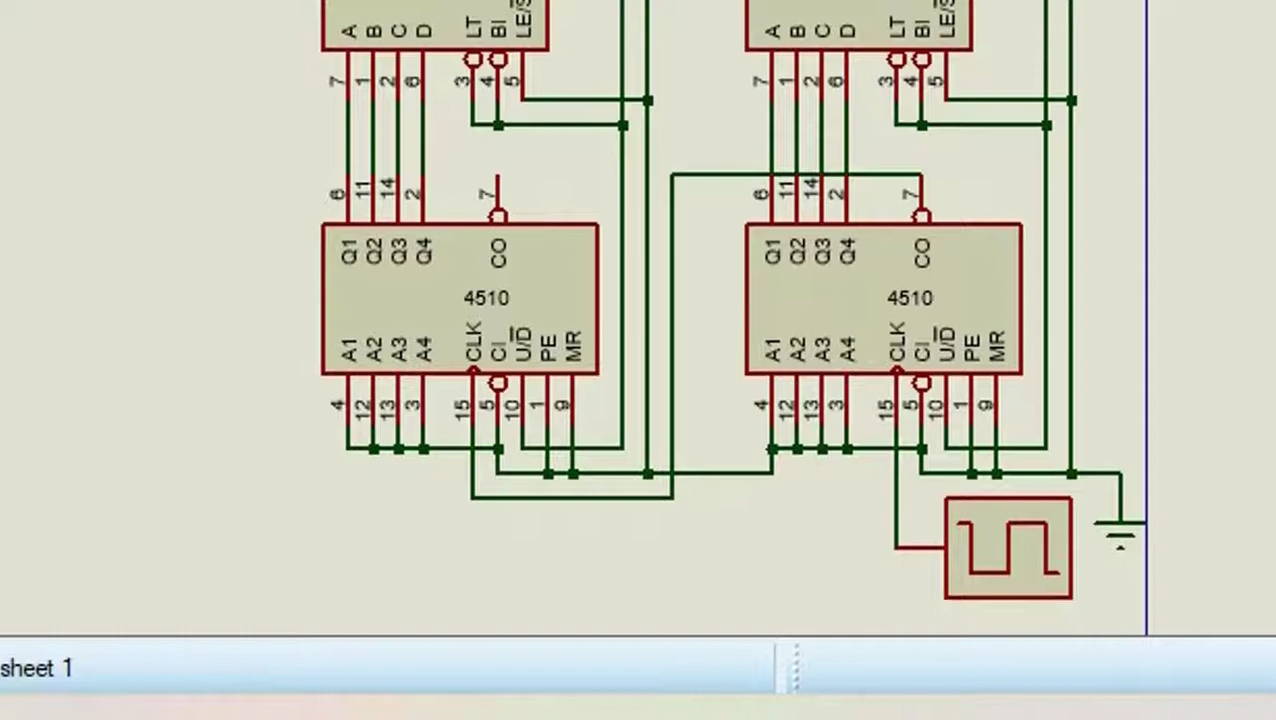 A B C D LT BI LE/S A B C D LT BI LE/S
7 1 2 6 3 4 5 7 1 2 6 3 4 5
6 11 14 2 7 6 11 14 2 7
Q1 Q2 Q3 Q4 CO Q1 Q2 Q3 Q4 CO
4510 4510
A1 A2 A3 A4 CLK CI U/D PE MR A1 A2 A3 A4 CLK CI U/D PE MR
4 12 13 3 15 5 10 1 9 4 12 13 3 15 5 10 1 9
sheet 1